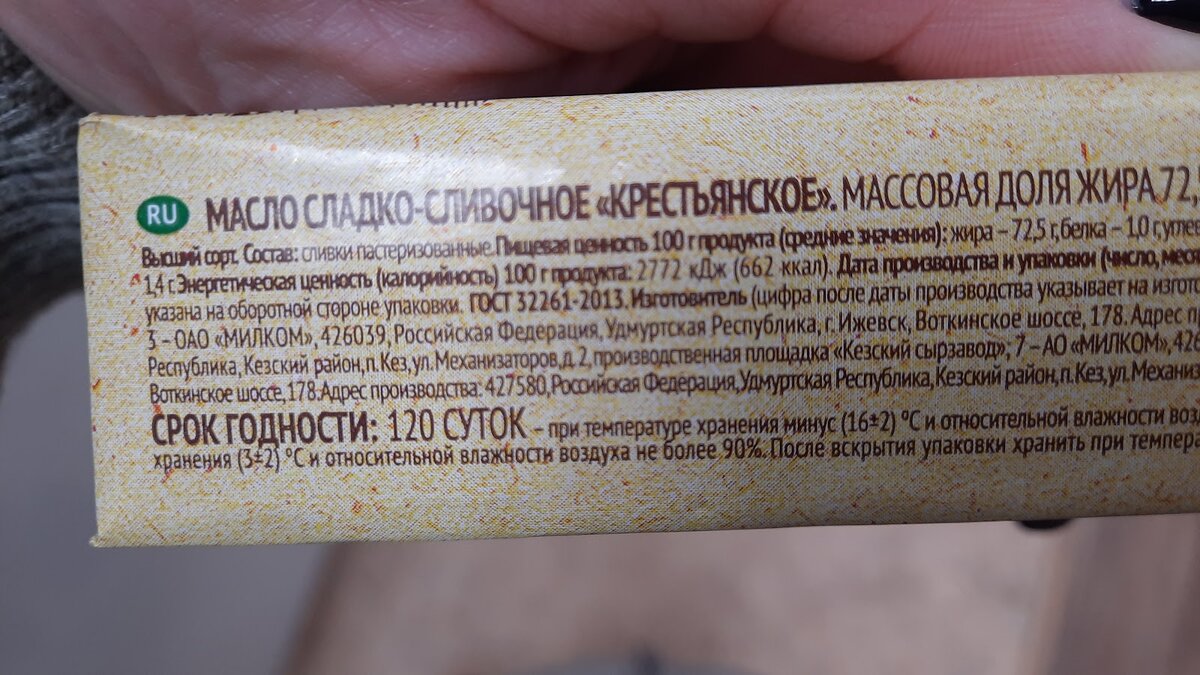 RU МАСЛО СЛАДКО-СЛИВОЧНОЕ «КРЕСТЬЯНСКОЕ». МАССОВАЯ ДОЛЯ ЖИРА 72,
Высший сорт. Состав: сливки пастеризованные. Пищевая ценность 100 г продукта (средние значения): жира – 72,5 г, белка – 1,0 г, углев
1,4 г. Энергетическая ценность (калорийность) 100 г продукта: 2772 кДж (662 ккал). Дата производства и упаковки (число, меся
указана на оборотной стороне упаковки. ГОСТ 32261-2013. Изготовитель (цифра после даты производства указывает на изгот
3 – ОАО «МИЛКОМ», 426039, Российская Федерация, Удмуртская Республика, г. Ижевск, Воткинское шоссе, 178. Адрес п
Республика, Кезский район, п. Кез, ул. Механизаторов, д. 2, производственная площадка «Кезский сырзавод»; 7 – АО «МИЛКОМ», 426
Воткинское шоссе, 178. Адрес производства: 427580, Российская Федерация, Удмуртская Республика, Кезский район, п. Кез, ул. Механиз
СРОК ГОДНОСТИ: 120 СУТОК – при температуре хранения минус (16±2) °С и относительной влажности воз
хранения (3±2) °С и относительной влажности воздуха не более 90%. После вскрытия упаковки хранить при темпер